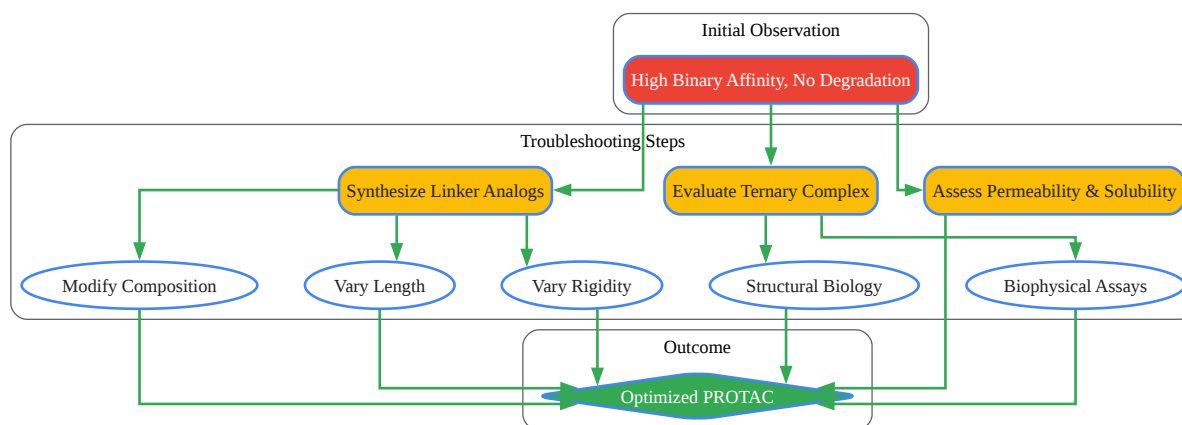 Initial Observation
High Binary Affinity, No Degradation
Troubleshooting Steps
Synthesize Linker Analogs
Evaluate Ternary Complex
Assess Permeability & Solubility
Modify Composition
Vary Length
Vary Rigidity
Structural Biology
Biophysical Assays
Outcome
Optimized PROTAC